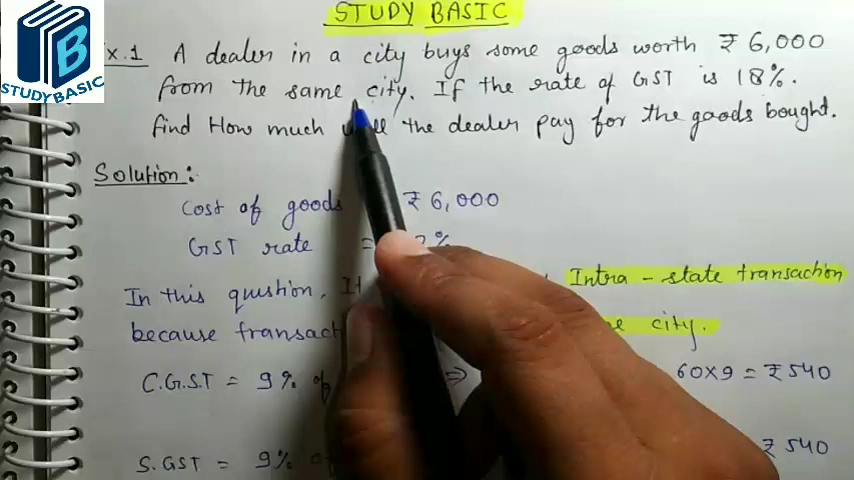 STUDY BASIC
STUDY BASIC
x.1 A dealer in a city buys some goods worth ₹ 6,000
from the same city. If the rate of GST is 18%.
find How much the dealer pay for the goods bought.
Solution:-
Cost of goods ₹ 6,000
GST rate = %
In this qustion, Intra - state transaction
because city.
C.G.S.T = 9% of ⇒ 60×9 = ₹540
S.GST = 9% ₹540